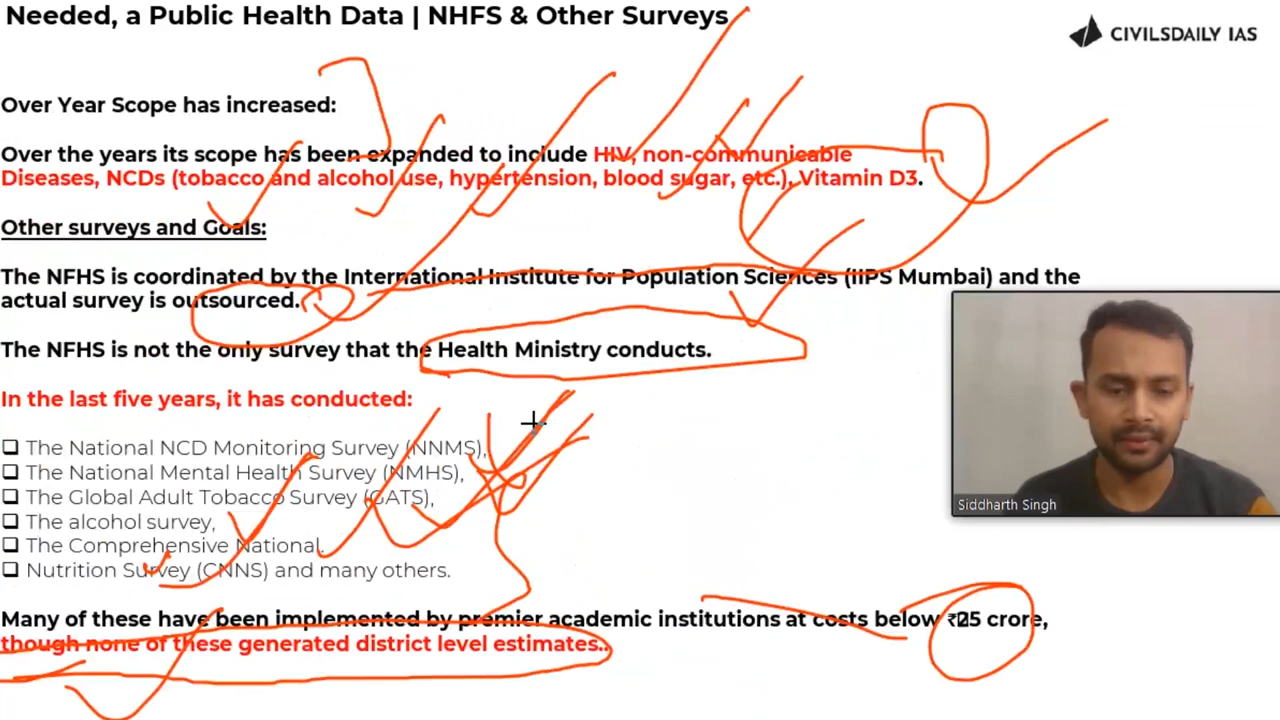 Needed, a Public Health Data | NHFS & Other Surveys
CIVILSDAILY IAS
Over Year Scope has increased:
Over the years its scope has been expanded to include HIV, non-communicable
Diseases, NCDs (tobacco and alcohol use, hypertension, blood sugar, etc.), Vitamin D3.
Other surveys and Goals:
The NFHS is coordinated by the International Institute for Population Sciences (IIPS Mumbai) and the
actual survey is outsourced.
The NFHS is not the only survey that the Health Ministry conducts.
In the last five years, it has conducted:
❑ The National NCD Monitoring Survey (NNMS),
❑ The National Mental Health Survey (NMHS),
❑ The Global Adult Tobacco Survey (GATS),
❑ The alcohol survey,
❑ The Comprehensive National.
❑ Nutrition Survey (CNNS) and many others.
Many of these have been implemented by premier academic institutions at costs below crore,
though none of these generated district level estimates..
Siddharth Singh